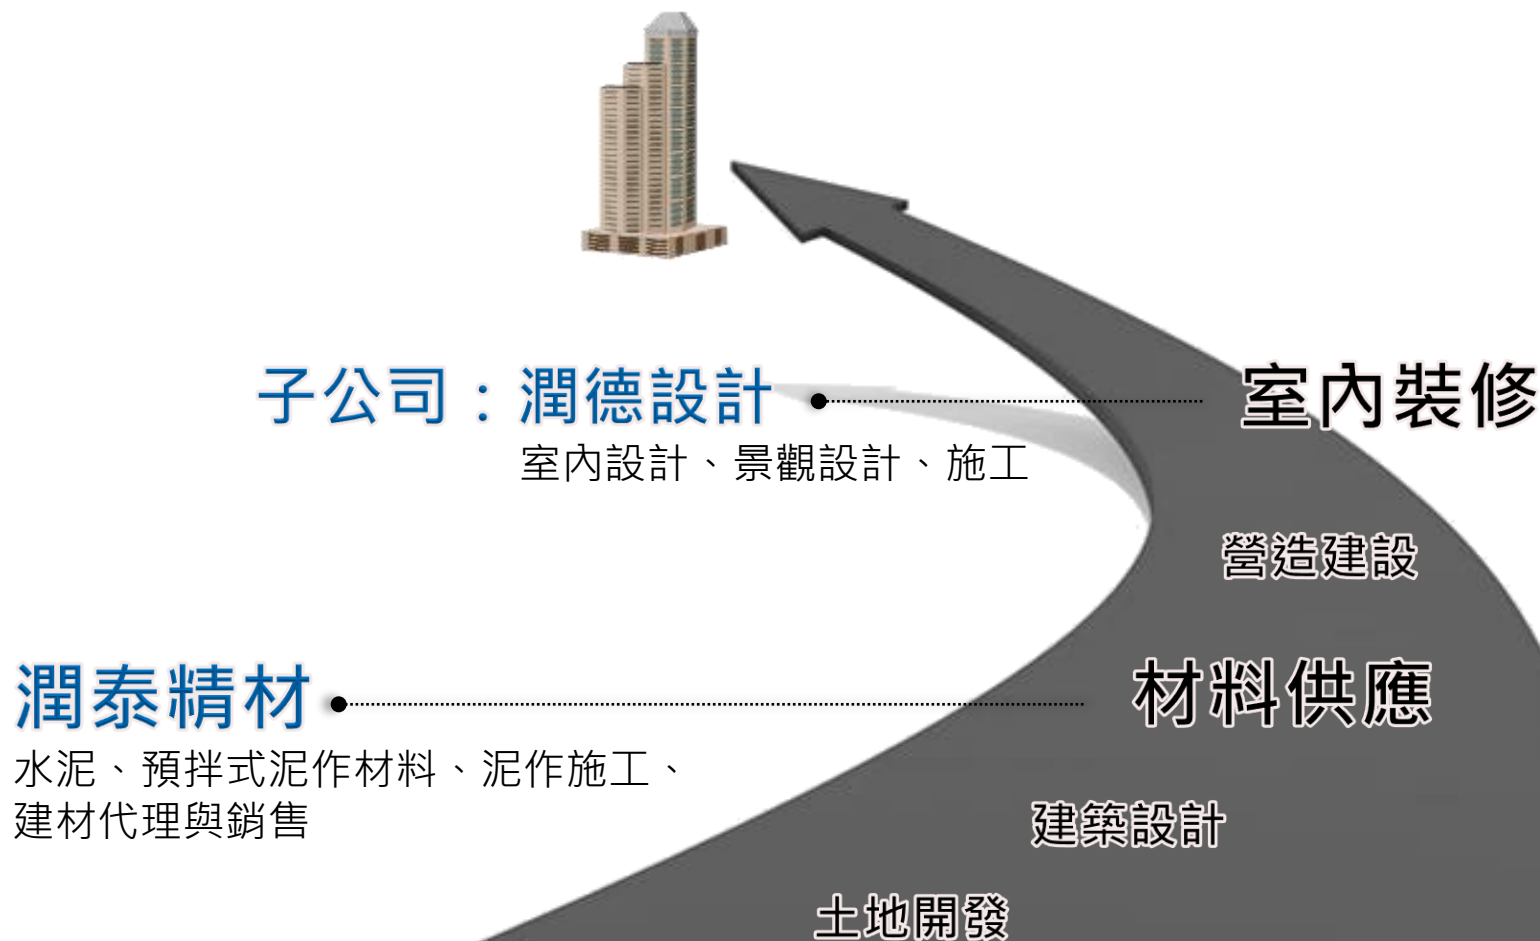 子公司：潤德設計
室內裝修
室內設計、景觀設計、施工
營造建設
潤泰精材
材料供應
水泥、預拌式泥作材料、泥作施工、
建材代理與銷售
建築設計
土地開發